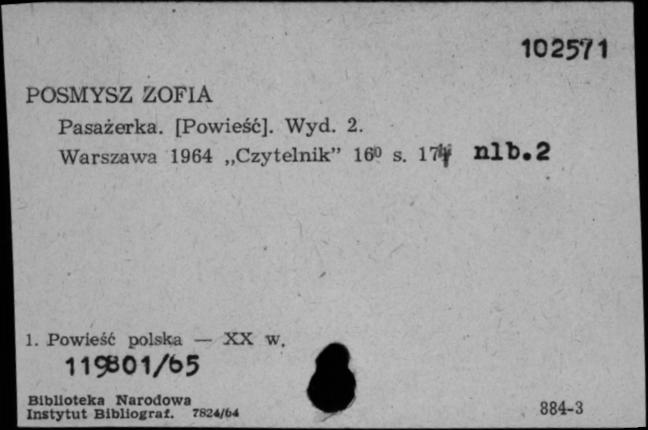 102571
POSMYSZ ZOFIA
Pasażerka. [Powieść]. Wyd. 2.
Warszawa 1964 „Czytelnik” 16⁰ s. nlb.2
1. Powieść polska — XX w.
119801/65
Biblioteka Narodowa
Instytut Bibliograf. 7824/64
884-3